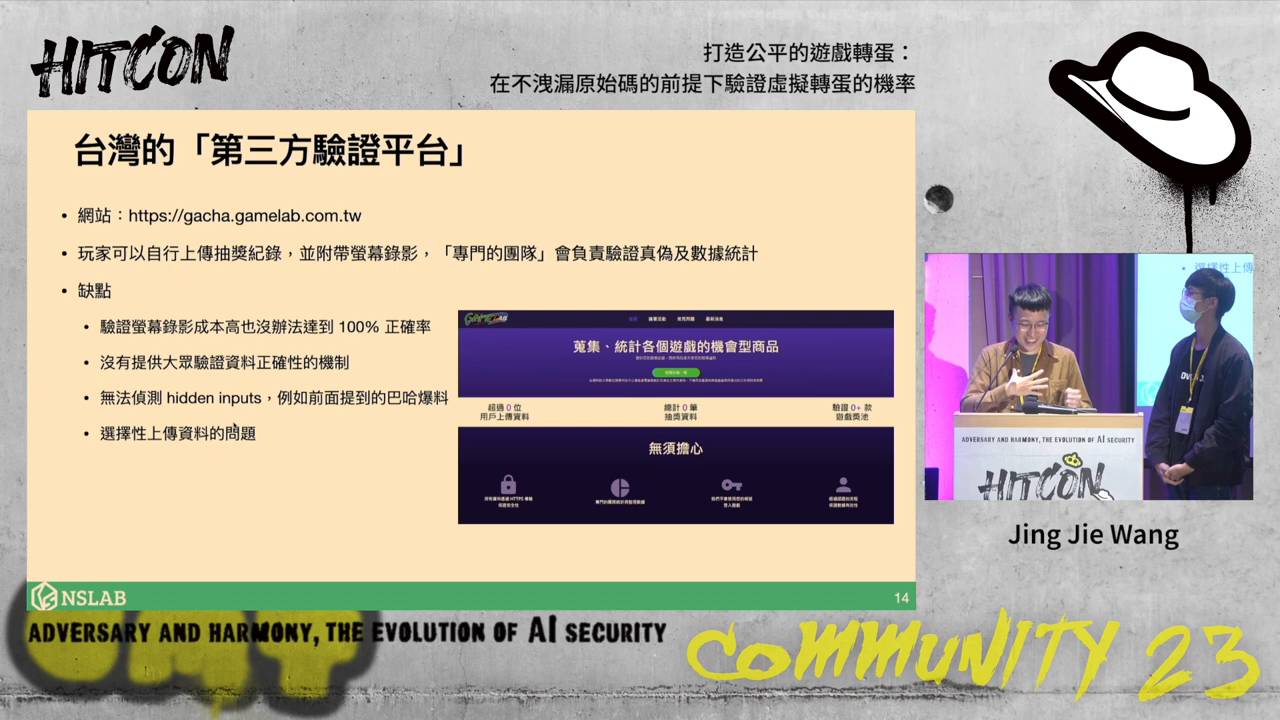 HITCON
打造公平的遊戲轉蛋：
在不洩漏原始碼的前提下驗證虛擬轉蛋的機率
台灣的「第三方驗證平台」
• 網站：https://gacha.gamelab.com.tw
• 玩家可以自行上傳抽獎紀錄，並附帶螢幕錄影，「專門的團隊」會負責驗證真偽及數據統計
• 缺點
• 驗證螢幕錄影成本高也沒辦法達到 100% 正確率
• 沒有提供大眾驗證資料正確性的機制
• 無法偵測 hidden inputs，例如前面提到的巴哈爆料
• 選擇性上傳資料的問題
蒐集、統計各個遊戲的機會型商品
超過 0 位
用戶上傳資料
總計 0 筆
抽獎資料
驗證 0+ 款
遊戲獎池
無須擔心
NSLAB
14
• 選擇性上傳
ADVERSARY AND HARMONY, THE EVOLUTION OF AI SECURITY
HITCON
Jing Jie Wang
ADVERSARY AND HARMONY, THE EVOLUTION OF AI SECURITY
COMMUNITY 23